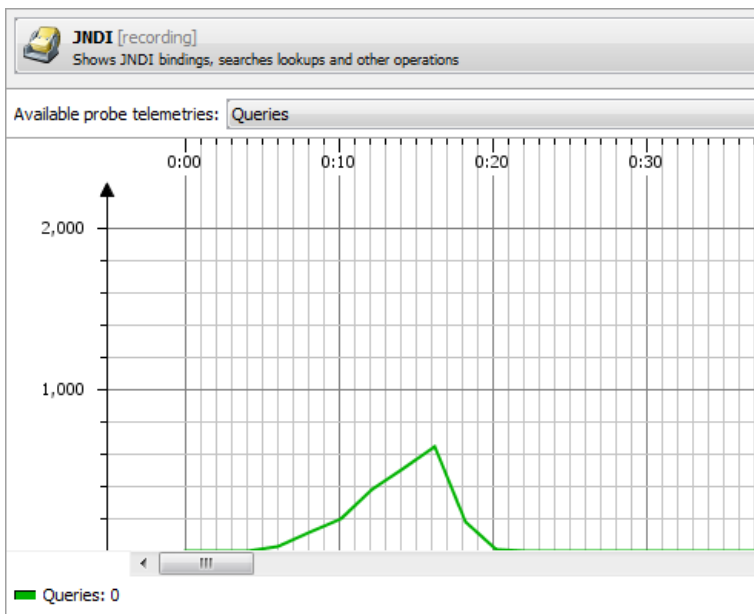 JNDI [recording]
Shows JNDI bindings, searches lookups and other operations
Available probe telemetries: Queries
0:00 0:10 0:20 0:30
2,000
1,000
Queries: 0